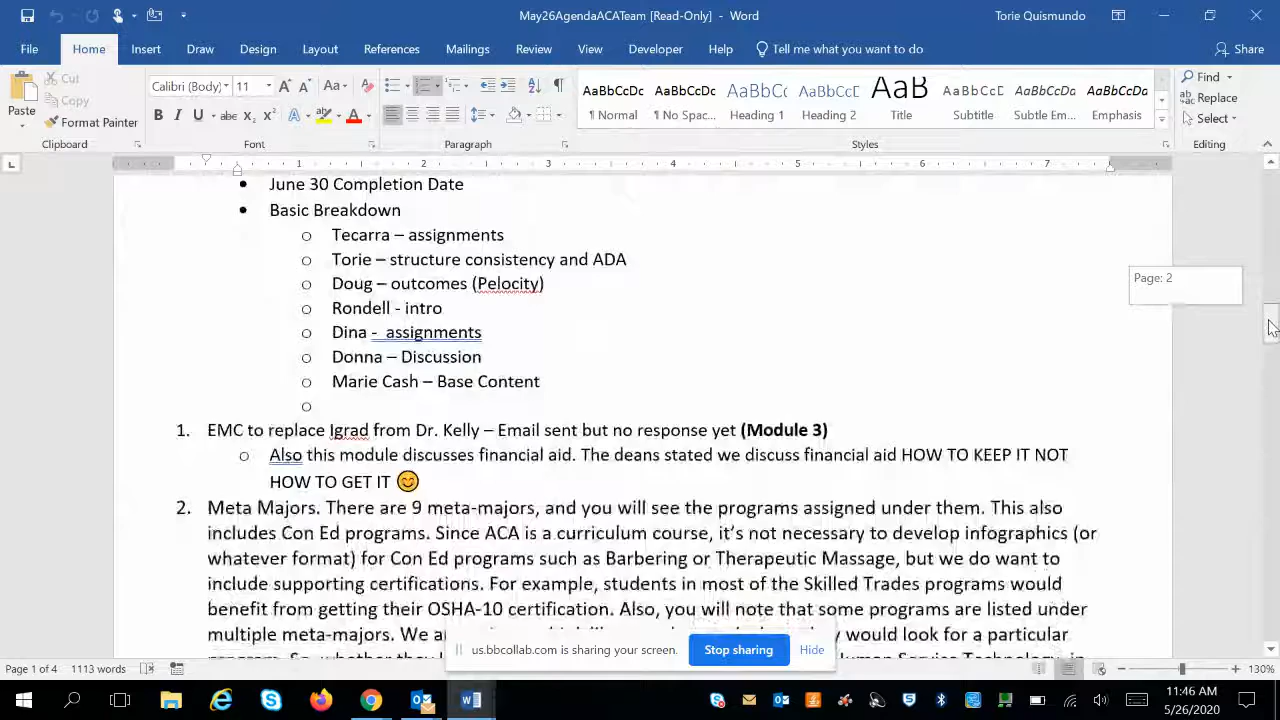 May26AgendaACATeam [Read-Only] - Word
Torie Quismundo
File Home Insert Draw Design Layout References Mailings Review View Developer Help Tell me what you want to do Share
Paste
Cut
Copy
Format Painter
Calibri (Body) 11
AaBbCcDc AaBbCcDc AaBbCc AaBbCcC AaB AaBbCcD AaBbCcDc AaBbCcDc
¶ Normal ¶ No Spac... Heading 1 Heading 2 Title Subtitle Subtle Em... Emphasis
Find
Replace
Select
Clipboard Font Paragraph Styles Editing
1 2 3 4 5 6 7
• June 30 Completion Date
• Basic Breakdown
o Tecarra – assignments
o Torie – structure consistency and ADA
o Doug – outcomes (Pelocity)
o Rondell - intro
o Dina - assignments
o Donna – Discussion
o Marie Cash – Base Content
o
Page: 2
1. EMC to replace Igrad from Dr. Kelly – Email sent but no response yet (Module 3)
o Also this module discusses financial aid. The deans stated we discuss financial aid HOW TO KEEP IT NOT
HOW TO GET IT 😊
2. Meta Majors. There are 9 meta-majors, and you will see the programs assigned under them. This also
includes Con Ed programs. Since ACA is a curriculum course, it's not necessary to develop infographics (or
whatever format) for Con Ed programs such as Barbering or Therapeutic Massage, but we do want to
include supporting certifications. For example, students in most of the Skilled Trades programs would
benefit from getting their OSHA-10 certification. Also, you will note that some programs are listed under
multiple meta-majors. We would look for a particular
us.bbcollab.com is sharing your screen. Stop sharing Hide
Page 1 of 4 1113 words 130%
11:46 AM
5/26/2020